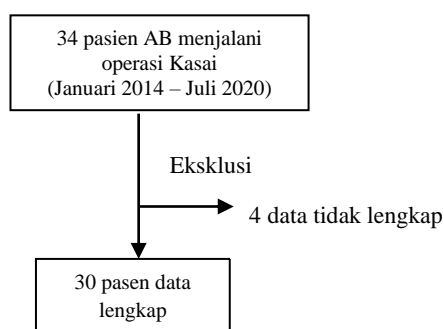 34 pasien AB menjalani
operasi Kasai
(Januari 2014 – Juli 2020)
Eksklusi
4 data tidak lengkap
30 pasen data
lengkap